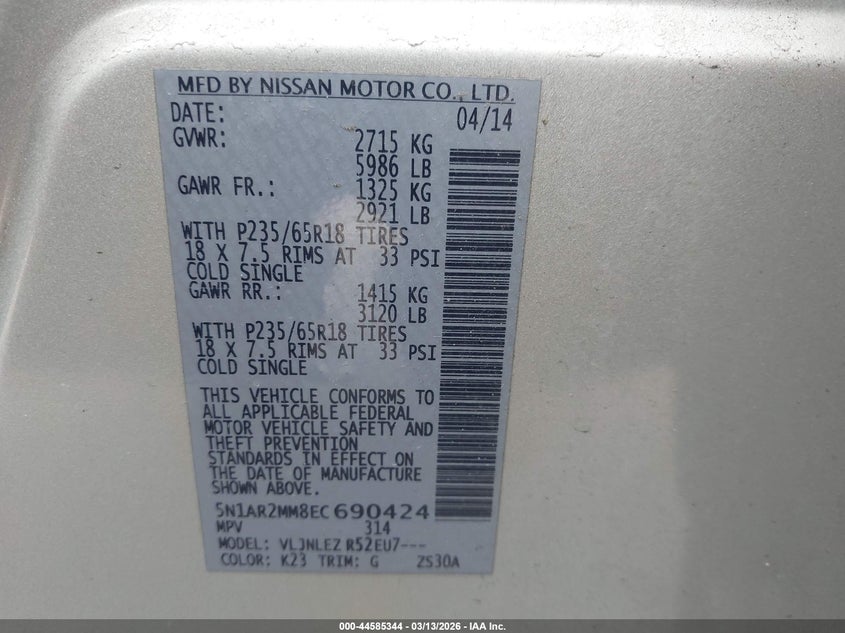 MFD BY NISSAN MOTOR CO., LTD.
DATE: 04/14
GVWR: 2715 KG
5986 LB
GAWR FR.: 1325 KG
2921 LB
WITH P235/65R18 TIRES
18 X 7.5 RIMS AT 33 PSI
COLD SINGLE
GAWR RR.: 1415 KG
3120 LB
WITH P235/65R18 TIRES
18 X 7.5 RIMS AT 33 PSI
COLD SINGLE
THIS VEHICLE CONFORMS TO
ALL APPLICABLE FEDERAL
MOTOR VEHICLE SAFETY AND
THEFT PREVENTION
STANDARDS IN EFFECT ON
THE DATE OF MANUFACTURE
SHOWN ABOVE.
5N1AR2MM8EC690424
MPV 314
MODEL: VLJNLEZ R52EU7---
COLOR: K23 TRIM: G ZS30A
000-44585344 - 03/13/2026 - IAA Inc.